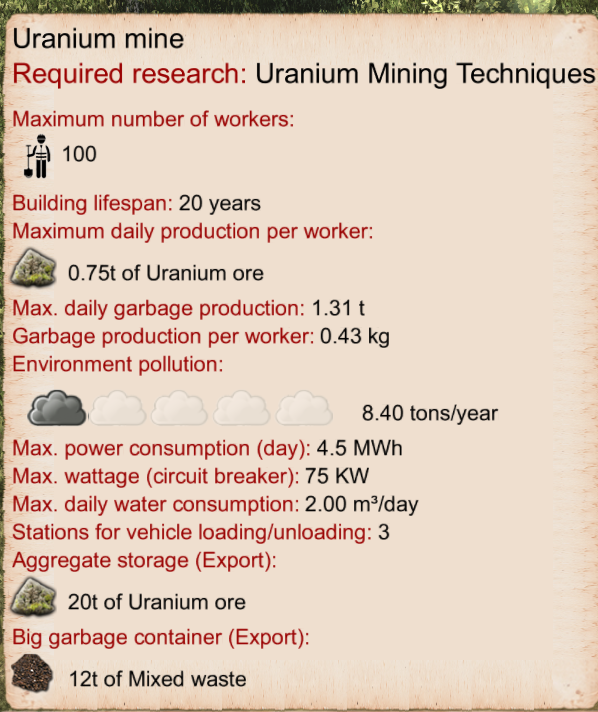 Uranium mine
Required research: Uranium Mining Techniques
Maximum number of workers:
100
Building lifespan: 20 years
Maximum daily production per worker:
0.75t of Uranium ore
Max. daily garbage production: 1.31 t
Garbage production per worker: 0.43 kg
Environment pollution:
8.40 tons/year
Max. power consumption (day): 4.5 MWh
Max. wattage (circuit breaker): 75 KW
Max. daily water consumption: 2.00 m³/day
Stations for vehicle loading/unloading: 3
Aggregate storage (Export):
20t of Uranium ore
Big garbage container (Export):
12t of Mixed waste